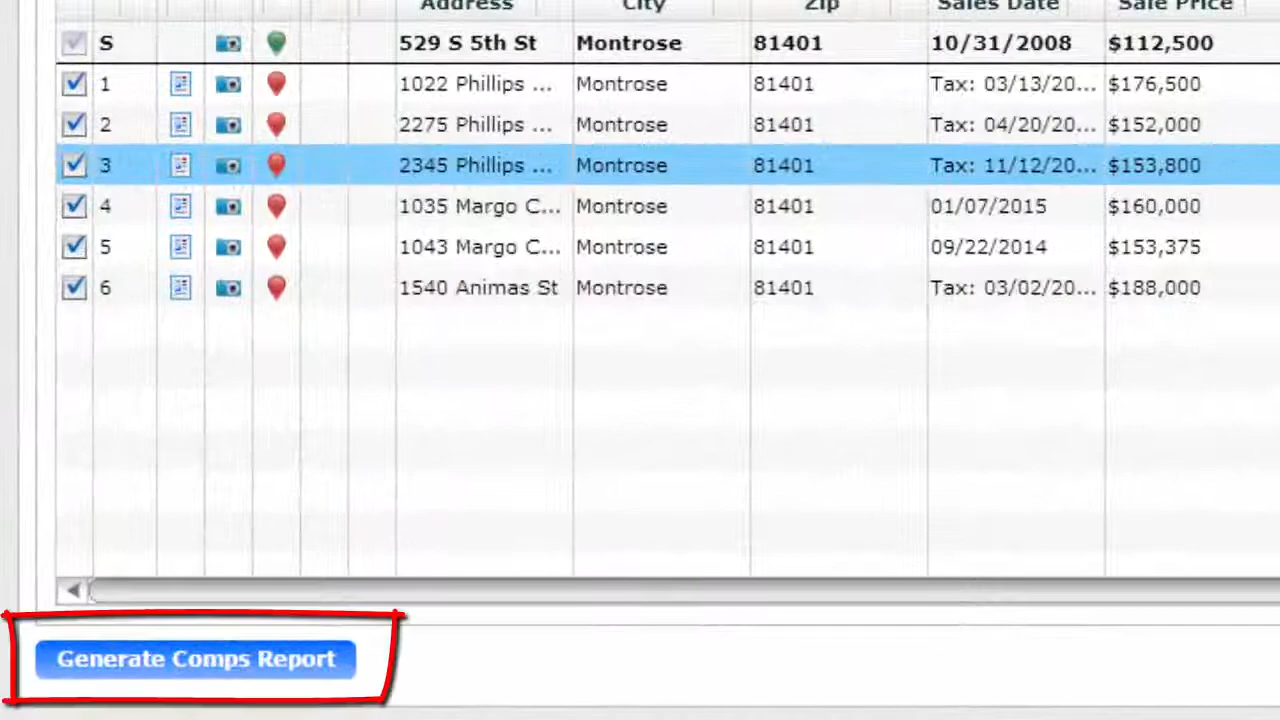 Address City Zip Sales Date Sale Price
S 529 S 5th St Montrose 81401 10/31/2008 $112,500
1 1022 Phillips ... Montrose 81401 Tax: 03/13/20... $176,500
2 2275 Phillips ... Montrose 81401 Tax: 04/20/20... $152,000
3 2345 Phillips ... Montrose 81401 Tax: 11/12/20... $153,800
4 1035 Margo C... Montrose 81401 01/07/2015 $160,000
5 1043 Margo C... Montrose 81401 09/22/2014 $153,375
6 1540 Animas St Montrose 81401 Tax: 03/02/20... $188,000
Generate Comps Report